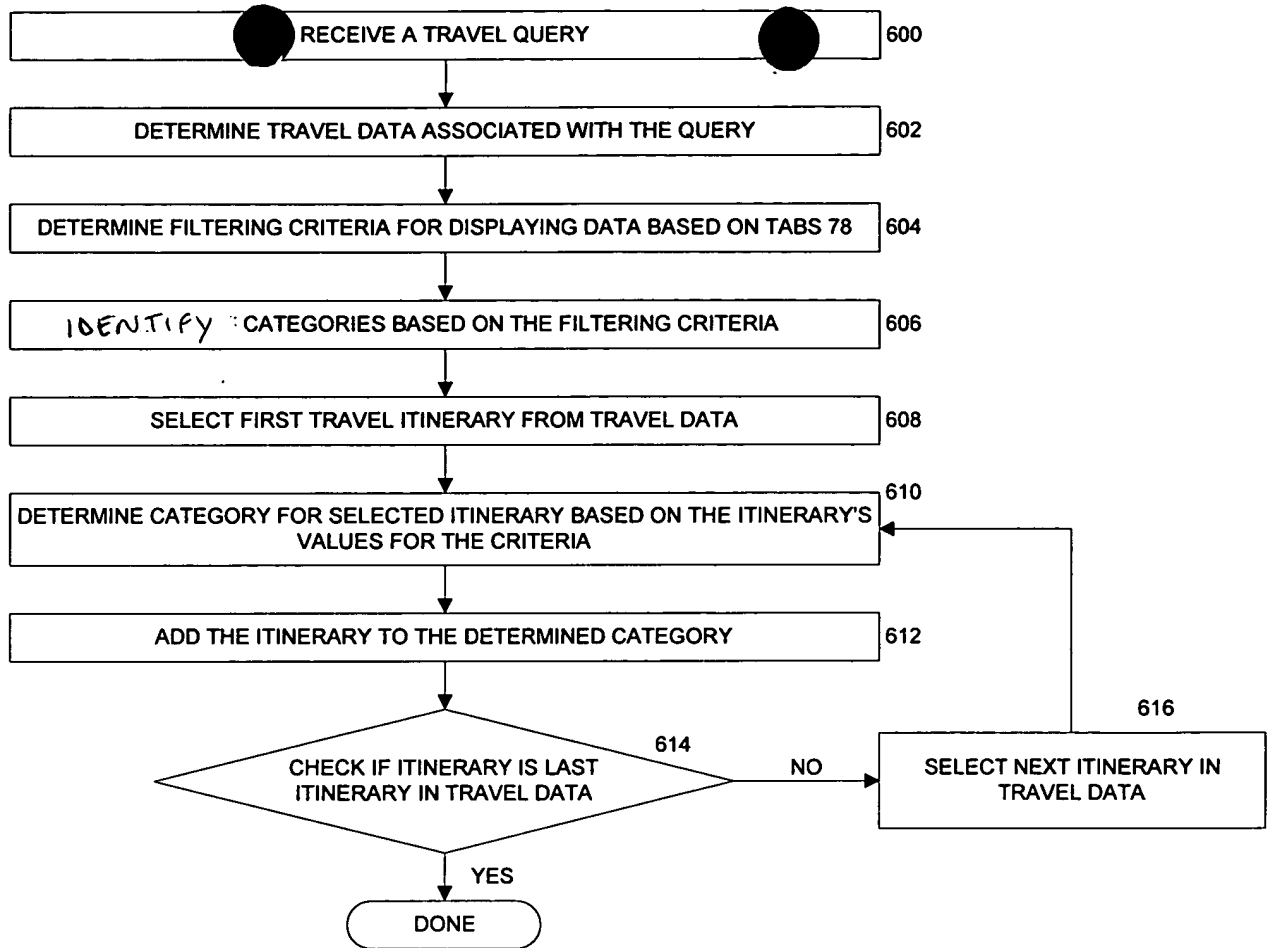 RECEIVE A TRAVEL QUERY
600
DETERMINE TRAVEL DATA ASSOCIATED WITH THE QUERY
602
DETERMINE FILTERING CRITERIA FOR DISPLAYING DATA BASED ON TABS 78
604
IDENTIFY CATEGORIES BASED ON THE FILTERING CRITERIA
606
SELECT FIRST TRAVEL ITINERARY FROM TRAVEL DATA
608
610
DETERMINE CATEGORY FOR SELECTED ITINERARY BASED ON THE ITINERARY'S
VALUES FOR THE CRITERIA
ADD THE ITINERARY TO THE DETERMINED CATEGORY
612
614
CHECK IF ITINERARY IS LAST
ITINERARY IN TRAVEL DATA
NO
616
SELECT NEXT ITINERARY IN
TRAVEL DATA
YES
DONE